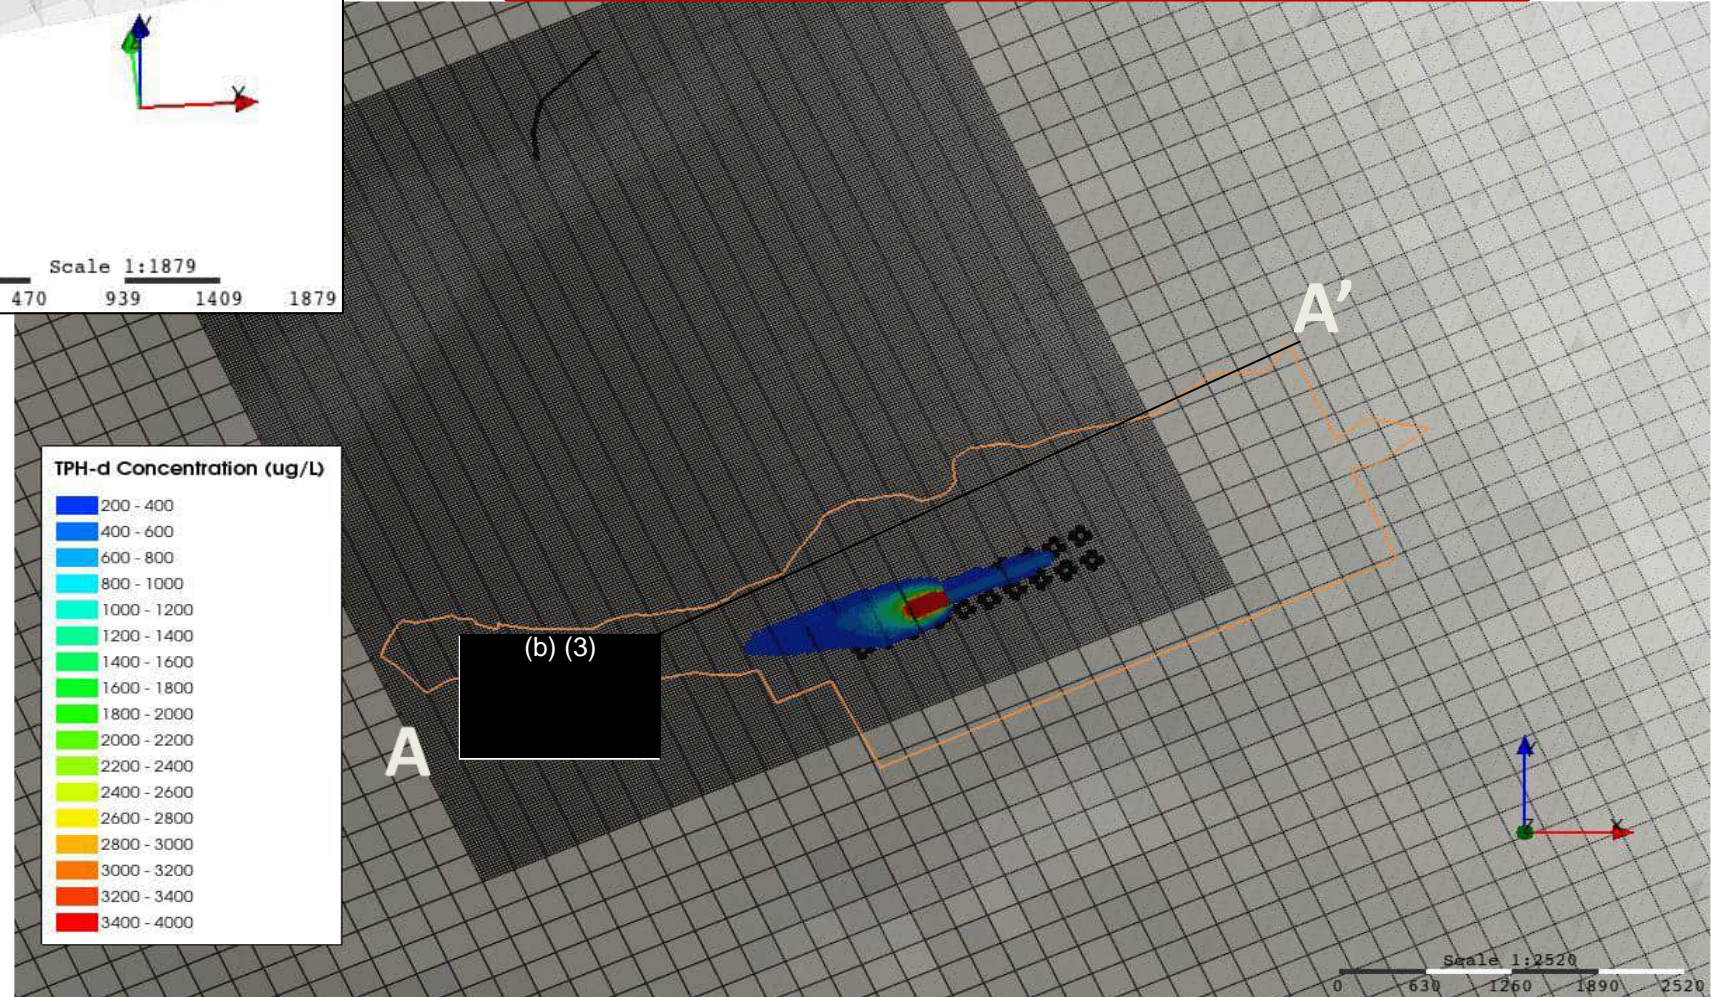 Y
Z
X
Scale 1:1879
470 939 1409 1879
A’
TPH-d Concentration (ug/L)
200 - 400
400 - 600
600 - 800
800 - 1000
1000 - 1200
1200 - 1400
1400 - 1600
1600 - 1800
1800 - 2000
2000 - 2200
2200 - 2400
2400 - 2600
2600 - 2800
2800 - 3000
3000 - 3200
3200 - 3400
3400 - 4000
(b) (3)
A
Y
Z
X
Scale 1:2520
0 630 1260 1890 2520